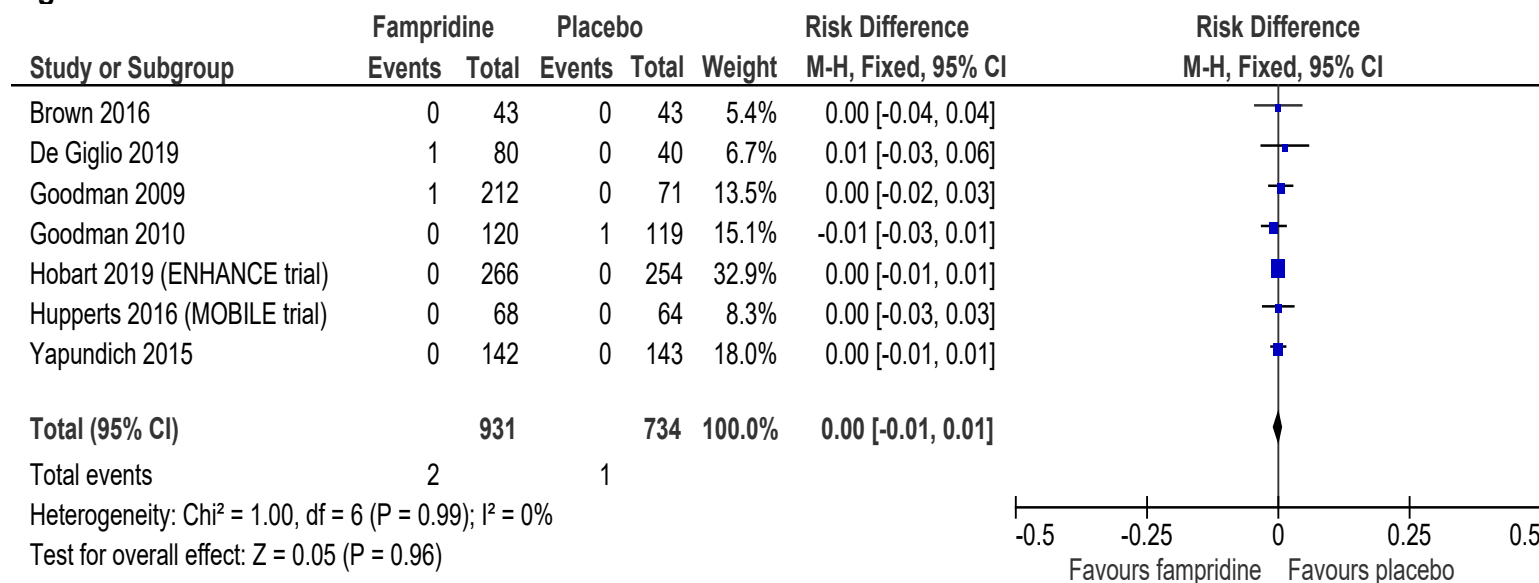 Fampridine Placebo Risk Difference Risk Difference
Study or Subgroup Events Total Events Total Weight M-H, Fixed, 95% CI M-H, Fixed, 95% CI
Brown 2016 0 43 0 43 5.4% 0.00 [-0.04, 0.04]
De Giglio 2019 1 80 0 40 6.7% 0.01 [-0.03, 0.06]
Goodman 2009 1 212 0 71 13.5% 0.00 [-0.02, 0.03]
Goodman 2010 0 120 1 119 15.1% -0.01 [-0.03, 0.01]
Hobart 2019 (ENHANCE trial) 0 266 0 254 32.9% 0.00 [-0.01, 0.01]
Hupperts 2016 (MOBILE trial) 0 68 0 64 8.3% 0.00 [-0.03, 0.03]
Yapundich 2015 0 142 0 143 18.0% 0.00 [-0.01, 0.01]
Total (95% CI) 931 734 100.0% 0.00 [-0.01, 0.01]
Total events 2 1
Heterogeneity: Chi² = 1.00, df = 6 (P = 0.99); I² = 0%
Test for overall effect: Z = 0.05 (P = 0.96)
-0.5 -0.25 0 0.25 0.5
Favours fampridine Favours placebo